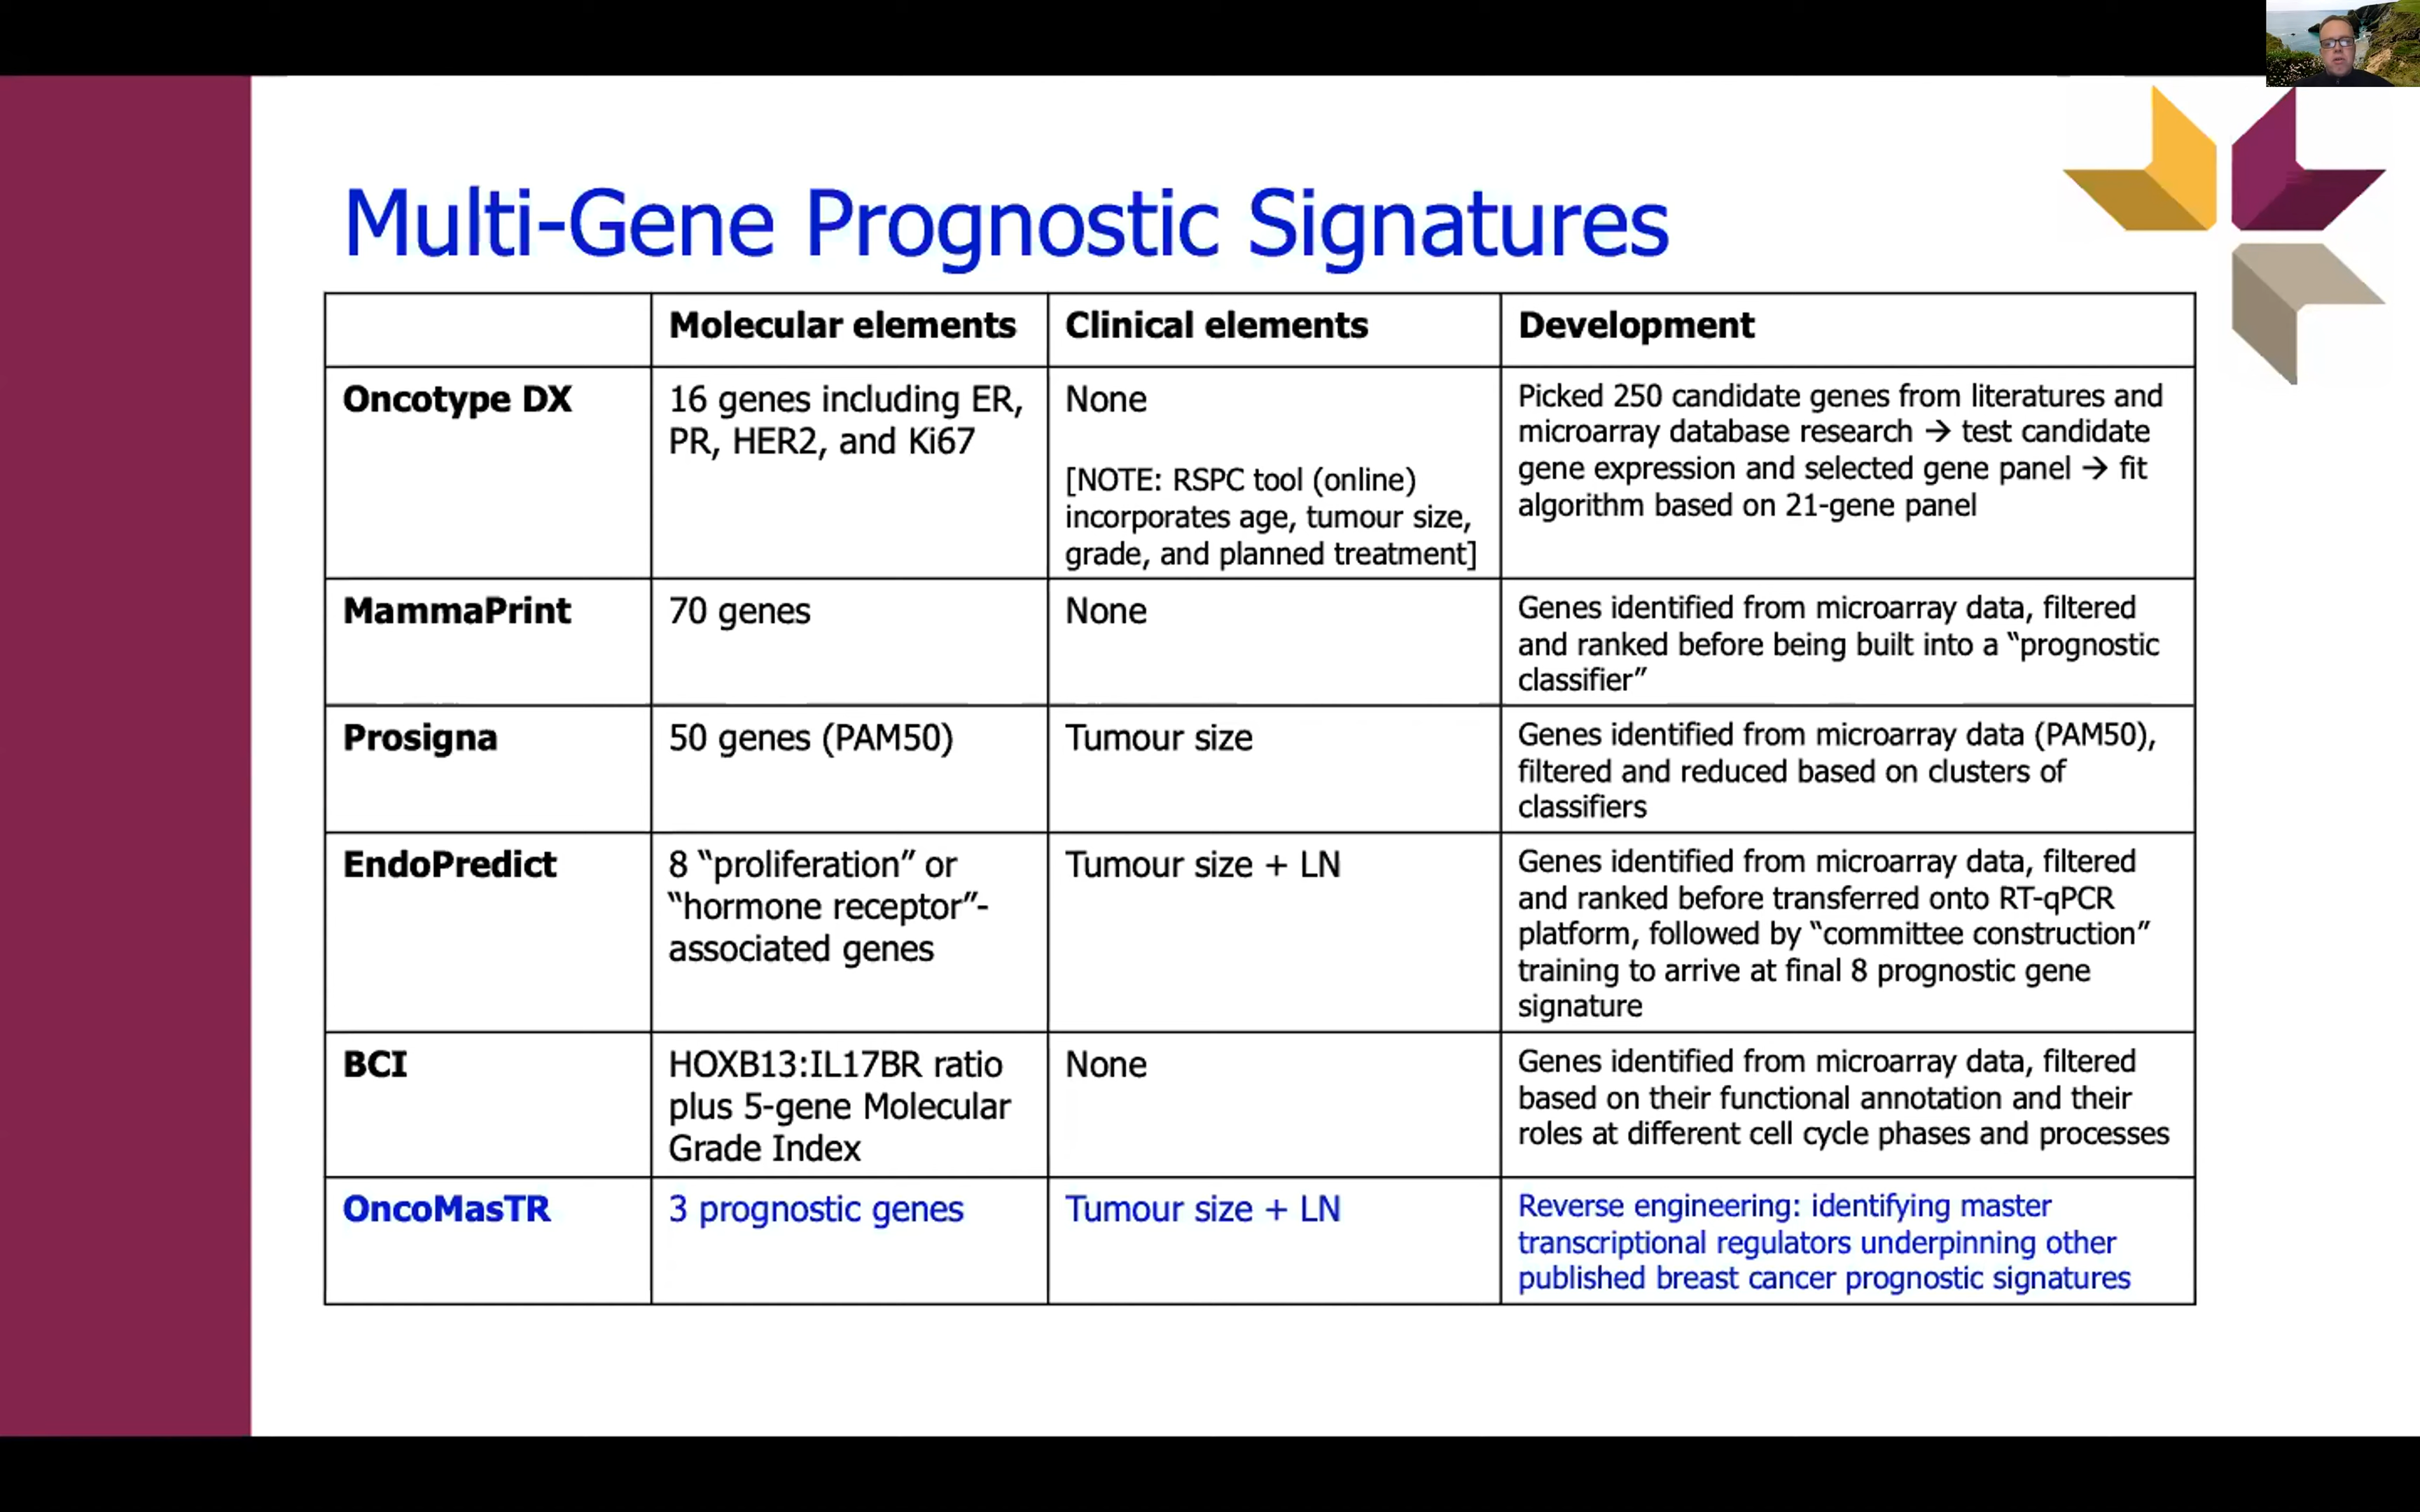 Multi-Gene Prognostic Signatures
Molecular elements
Clinical elements
Development
Oncotype DX
16 genes including ER,
PR, HER2, and Ki67
None
[NOTE: RSPC tool (online)
incorporates age, tumour size,
grade, and planned treatment]
Picked 250 candidate genes from literatures and
microarray database research → test candidate
gene expression and selected gene panel → fit
algorithm based on 21-gene panel
MammaPrint
70 genes
None
Genes identified from microarray data, filtered
and ranked before being built into a “prognostic
classifier”
Prosigna
50 genes (PAM50)
Tumour size
Genes identified from microarray data (PAM50),
filtered and reduced based on clusters of
classifiers
EndoPredict
8 “proliferation” or
“hormone receptor”-
associated genes
Tumour size + LN
Genes identified from microarray data, filtered
and ranked before transferred onto RT-qPCR
platform, followed by “committee construction”
training to arrive at final 8 prognostic gene
signature
BCI
HOXB13:IL17BR ratio
plus 5-gene Molecular
Grade Index
None
Genes identified from microarray data, filtered
based on their functional annotation and their
roles at different cell cycle phases and processes
OncoMasTR
3 prognostic genes
Tumour size + LN
Reverse engineering: identifying master
transcriptional regulators underpinning other
published breast cancer prognostic signatures